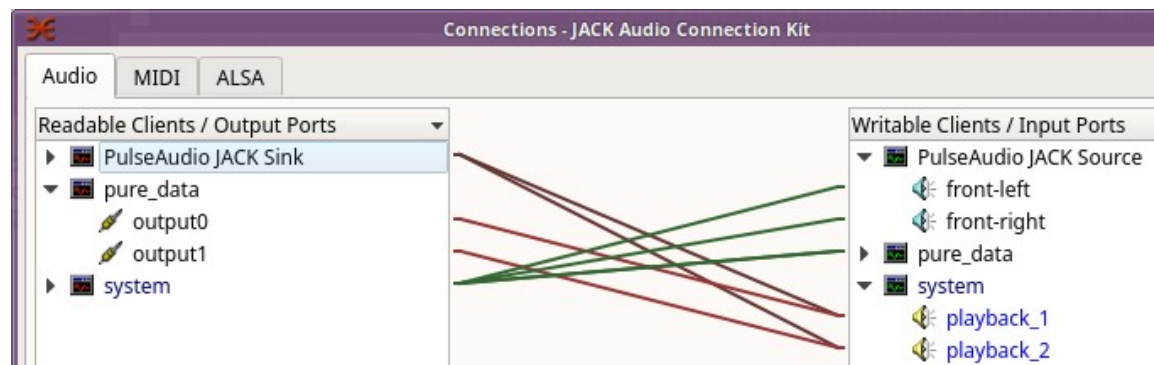 Connections - JACK Audio Connection Kit
Audio MIDI ALSA
Readable Clients / Output Ports
PulseAudio JACK Sink
pure_data
output0
output1
system
Writable Clients / Input Ports
PulseAudio JACK Source
front-left
front-right
pure_data
system
playback_1
playback_2